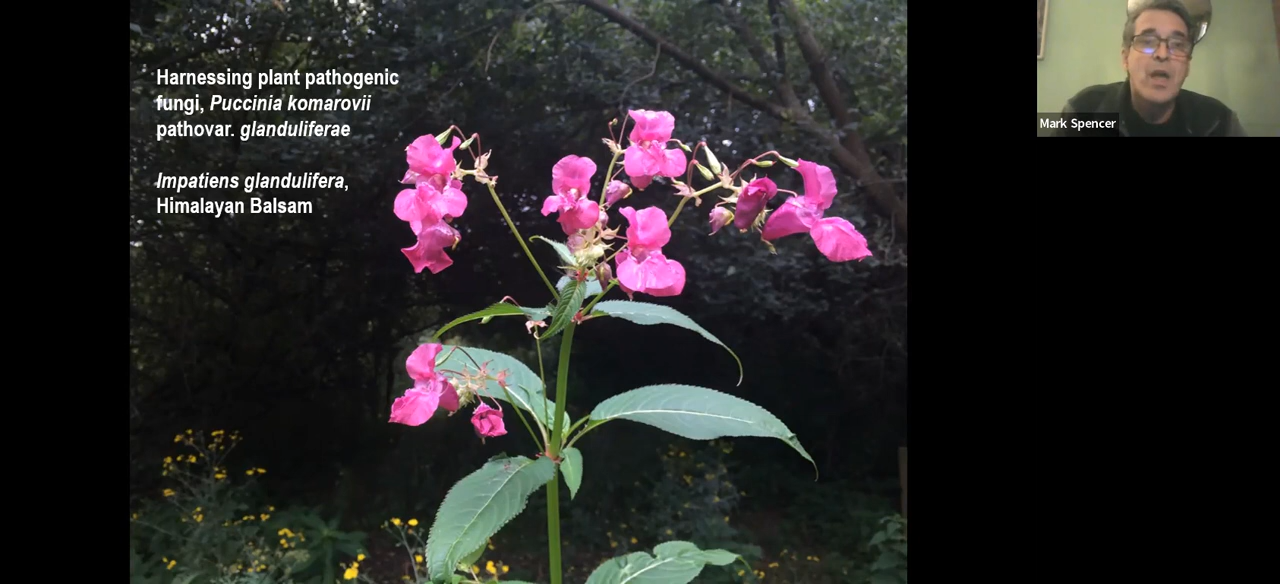 Harnessing plant pathogenic
fungi, Puccinia komarovii
pathovar. glanduliferae
Impatiens glandulifera,
Himalayan Balsam
Mark Spencer